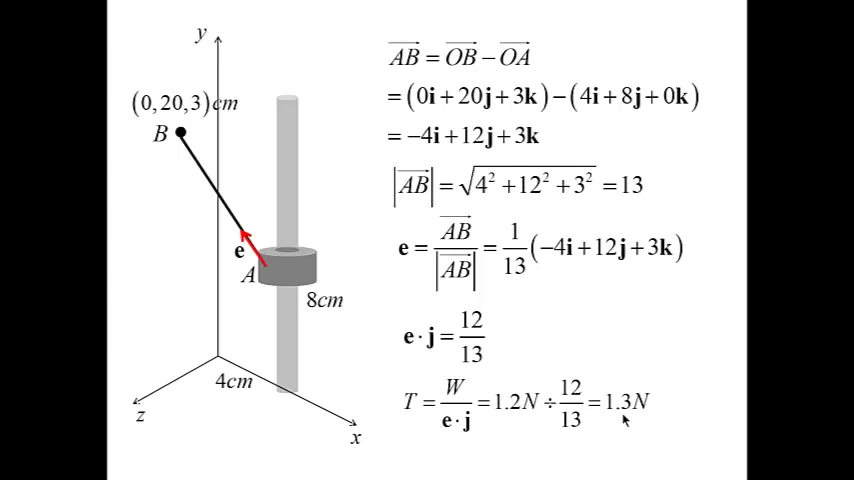 y
(0,20,3)cm
B
e
A
8cm
4cm
z
x
AB = OB − OA
= (0i + 20j + 3k) − (4i + 8j + 0k)
= −4i + 12j + 3k
|AB| = √4² + 12² + 3² = 13
e = AB / |AB| = 1/13 (−4i + 12j + 3k)
e · j = 12/13
T = W / e · j = 1.2N ÷ 12/13 = 1.3N